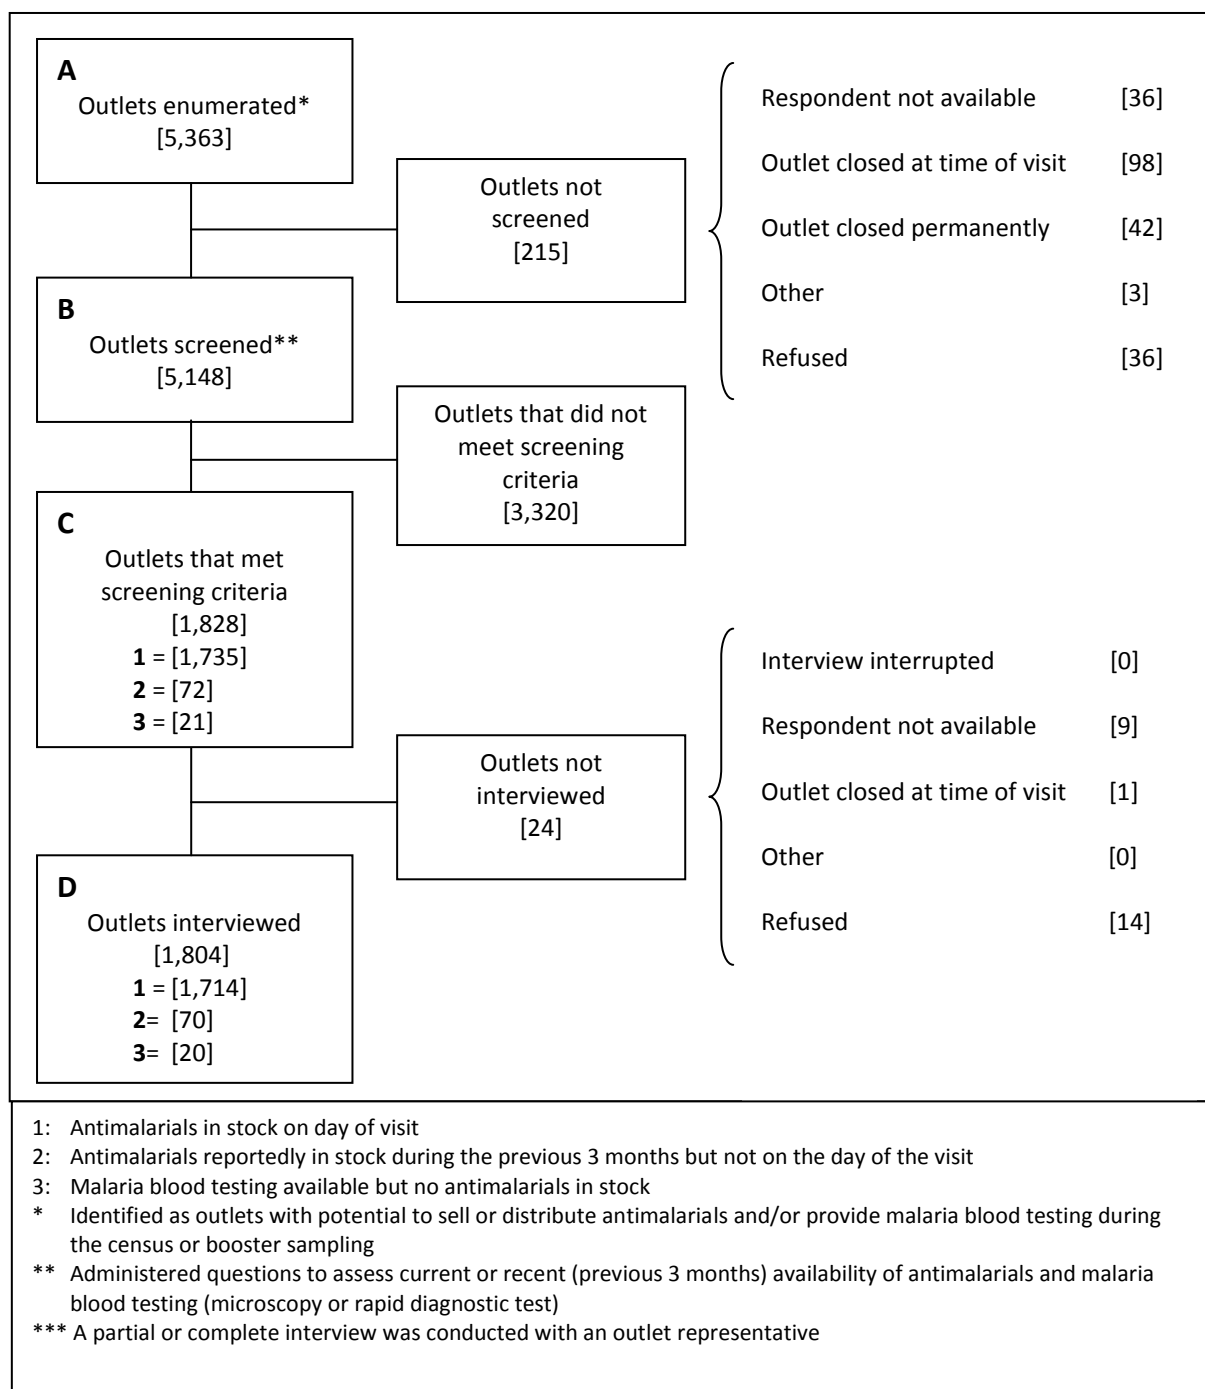 A
Outlets enumerated*
[5,363]
Outlets not
screened
[215]
Respondent not available [36]
Outlet closed at time of visit [98]
Outlet closed permanently [42]
Other [3]
Refused [36]
B
Outlets screened**
[5,148]
Outlets that did not
meet screening
criteria
[3,320]
C
Outlets that met
screening criteria
[1,828]
1 = [1,735]
2 = [72]
3 = [21]
Outlets not
interviewed
[24]
Interview interrupted [0]
Respondent not available [9]
Outlet closed at time of visit [1]
Other [0]
Refused [14]
D
Outlets interviewed
[1,804]
1 = [1,714]
2= [70]
3= [20]
1: Antimalarials in stock on day of visit
2: Antimalarials reportedly in stock during the previous 3 months but not on the day of the visit
3: Malaria blood testing available but no antimalarials in stock
* Identified as outlets with potential to sell or distribute antimalarials and/or provide malaria blood testing during
the census or booster sampling
** Administered questions to assess current or recent (previous 3 months) availability of antimalarials and malaria
blood testing (microscopy or rapid diagnostic test)
*** A partial or complete interview was conducted with an outlet representative